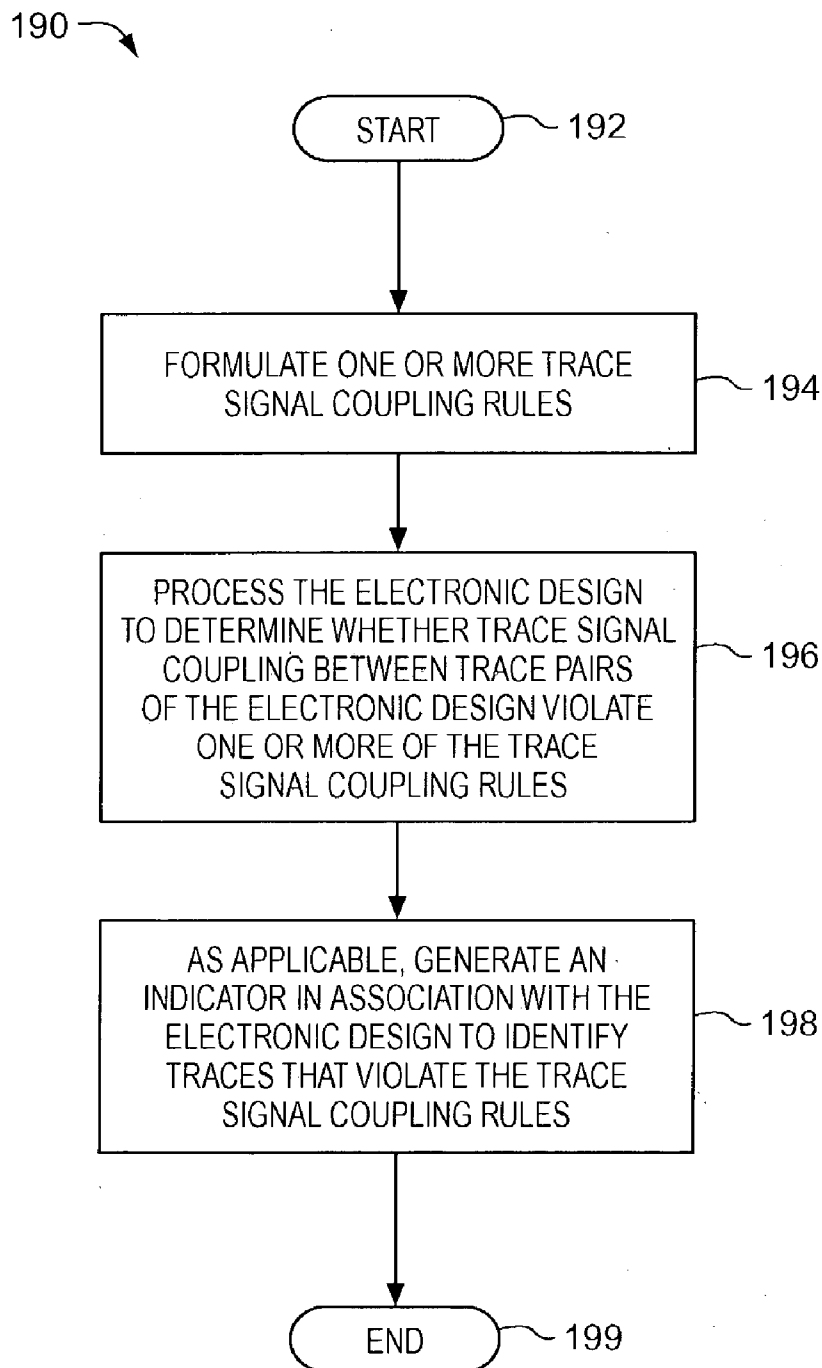 190
START
192
FORMULATE ONE OR MORE TRACE
SIGNAL COUPLING RULES
194
PROCESS THE ELECTRONIC DESIGN
TO DETERMINE WHETHER TRACE SIGNAL
COUPLING BETWEEN TRACE PAIRS
OF THE ELECTRONIC DESIGN VIOLATE
ONE OR MORE OF THE TRACE
SIGNAL COUPLING RULES
196
AS APPLICABLE, GENERATE AN
INDICATOR IN ASSOCIATION WITH THE
ELECTRONIC DESIGN TO IDENTIFY
TRACES THAT VIOLATE THE TRACE
SIGNAL COUPLING RULES
198
END
199